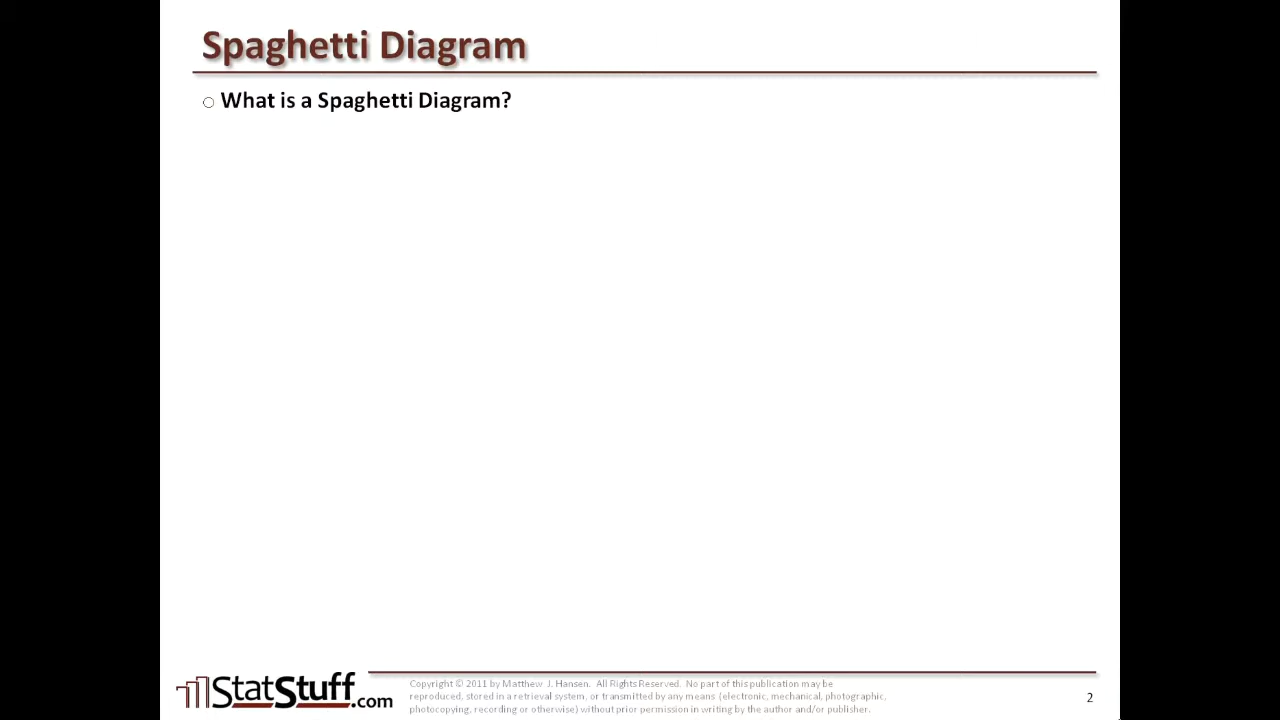 Spaghetti Diagram
○ What is a Spaghetti Diagram?
StatStuff.com
Copyright © 2011 by Matthew J. Hansen. All Rights Reserved. No part of this publication may be
reproduced, stored in a retrieval system, or transmitted by any means (electronic, mechanical, photographic,
photocopying, recording or otherwise) without prior permission in writing by the author and/or publisher.
2